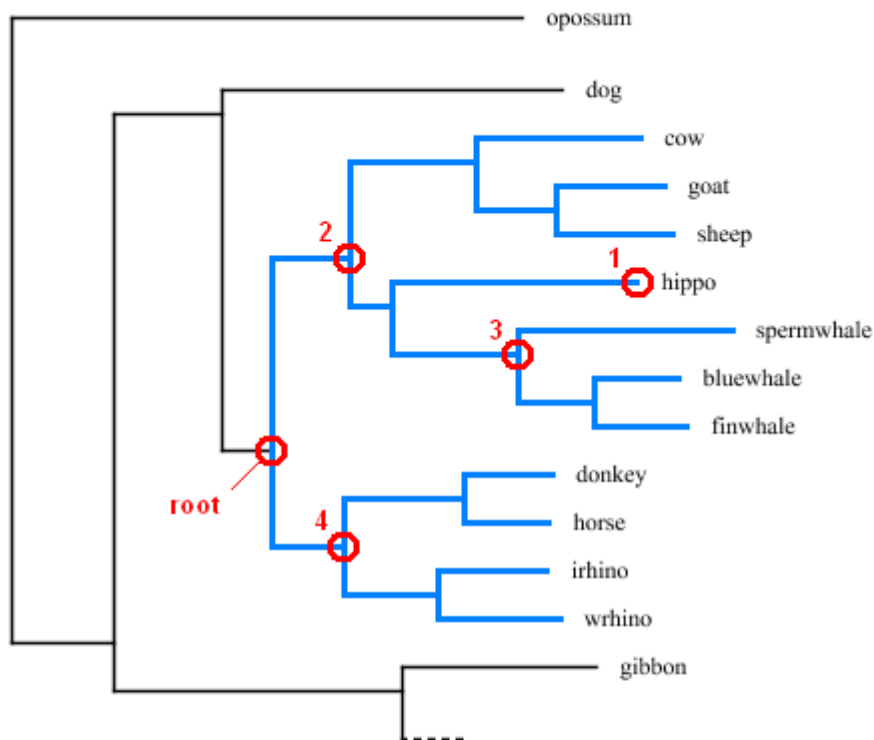 opossum
dog
cow
goat
2
sheep
1
hippo
3
spermwhale
bluewhale
finwhale
donkey
root
4
horse
irhino
wrhino
gibbon